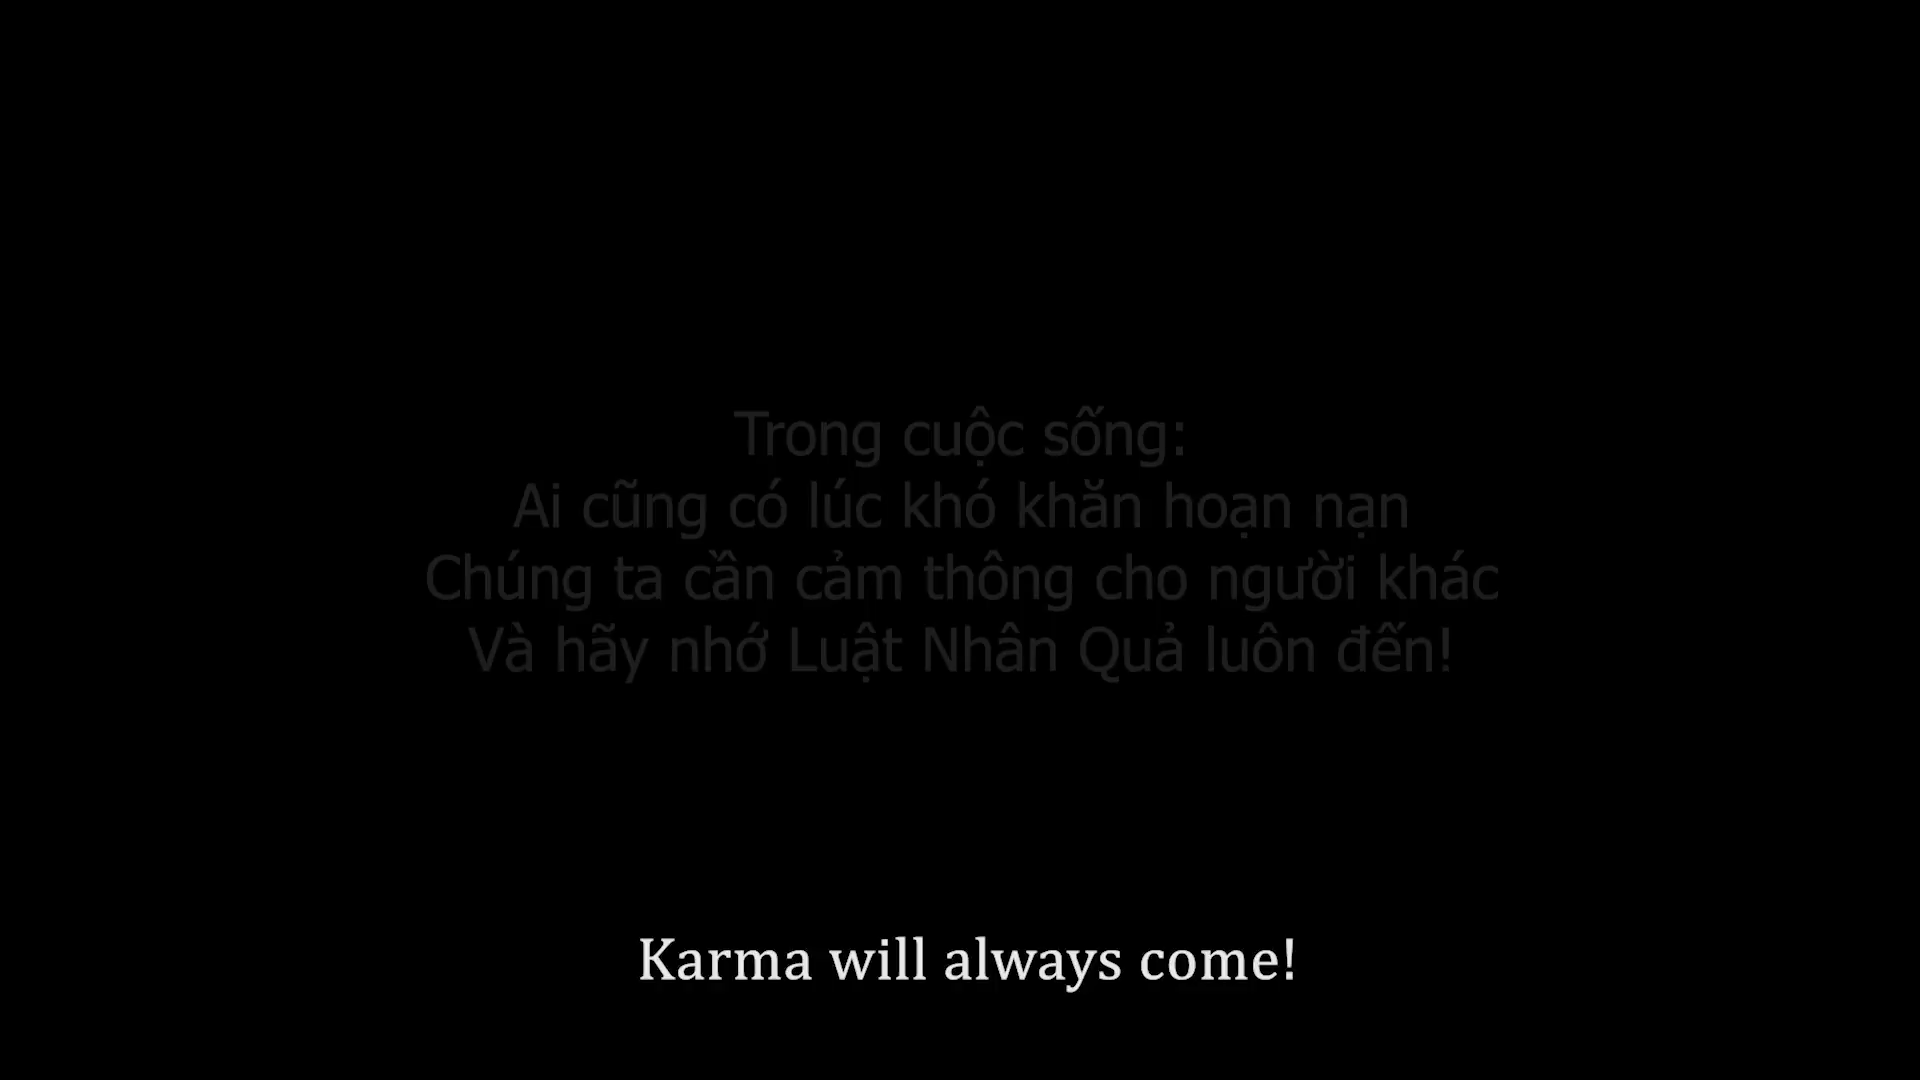 Trong cuộc sống:
Ai cũng có lúc khó khăn hoạn nạn
Chúng ta cần cảm thông cho người khác
Và hãy nhớ Luật Nhân Quả luôn đến!
Karma will always come!